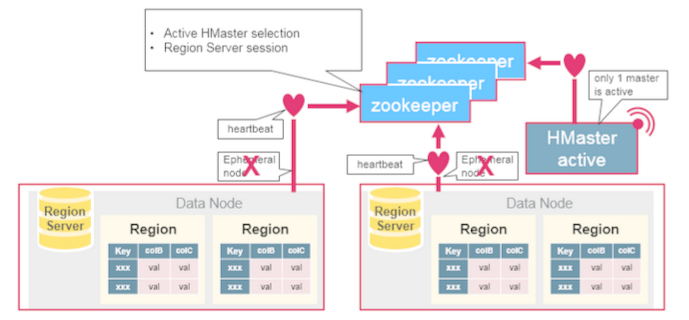 • Active HMaster selection
• Region Server session
zookeeper
zookeeper
zookeeper
only 1 master
is active
HMaster
active
heartbeat
Ephemeral
node
X
heartbeat
Ephemeral
node
X
Region
Server
Data Node
Region
Key colB colC
xxx val val
xxx val val
Region
Key colB colC
xxx val val
xxx val val
Region
Server
Data Node
Region
Key colB colC
xxx val val
xxx val val
Region
Key colB colC
xxx val val
xxx val val